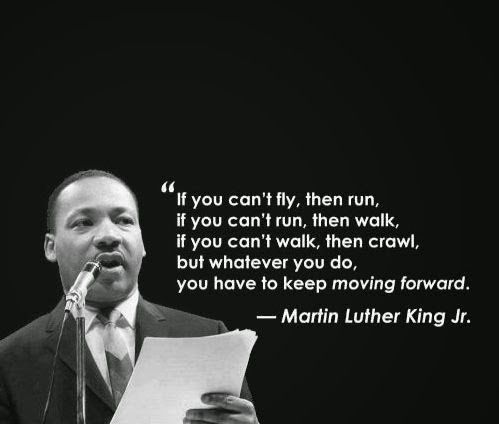 “If you can't fly, then run,
if you can't run, then walk,
if you can't walk, then crawl,
but whatever you do,
you have to keep moving forward.
— Martin Luther King Jr.